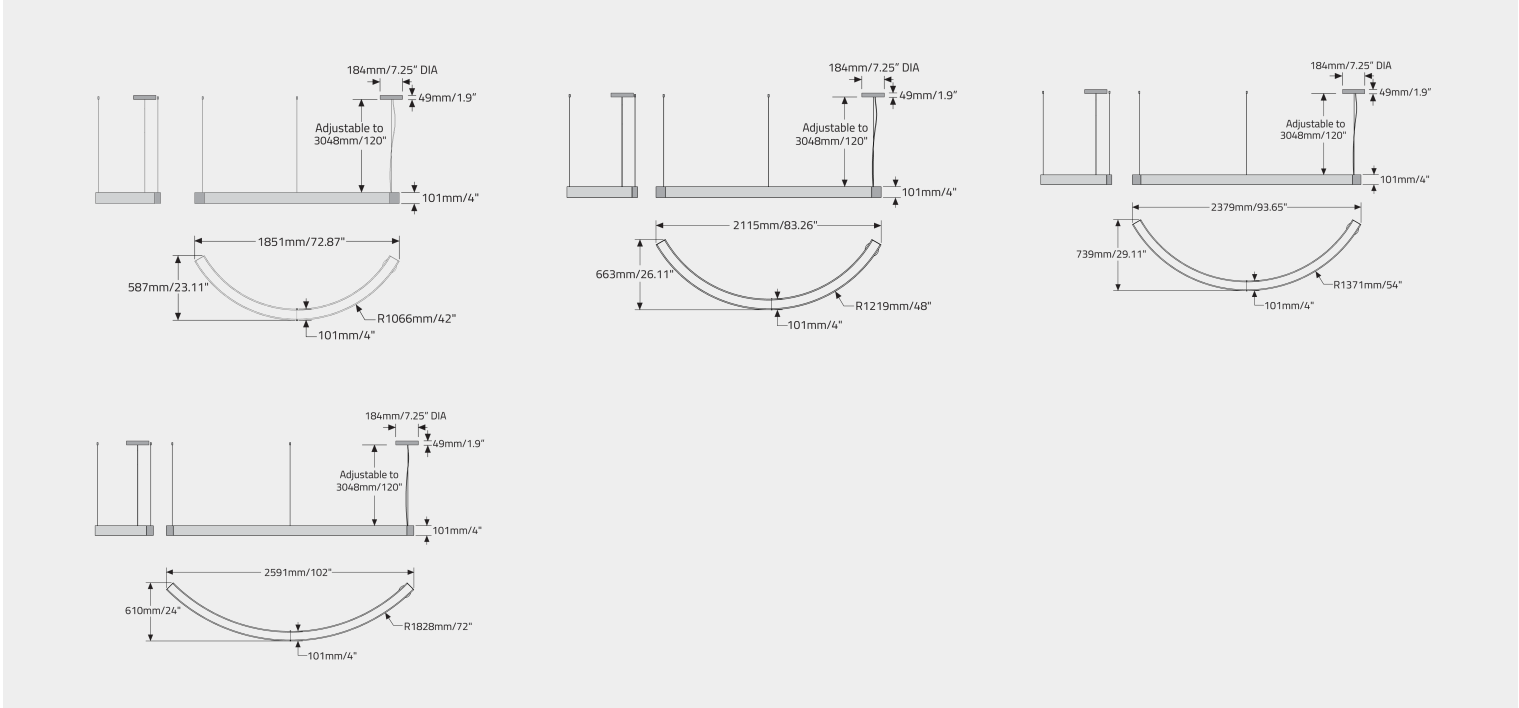 184mm/7.25" DIA
49mm/1.9"
Adjustable to
3048mm/120"
101mm/4"
1851mm/72.87"
587mm/23.11"
R1066mm/42"
101mm/4"
184mm/7.25" DIA
49mm/1.9"
Adjustable to
3048mm/120"
101mm/4"
2115mm/83.26"
663mm/26.11"
R1219mm/48"
101mm/4"
184mm/7.25" DIA
49mm/1.9"
Adjustable to
3048mm/120"
101mm/4"
2379mm/93.65"
739mm/29.11"
R1371mm/54"
101mm/4"
184mm/7.25" DIA
49mm/1.9"
Adjustable to
3048mm/120"
101mm/4"
2591mm/102"
610mm/24"
R1828mm/72"
101mm/4"